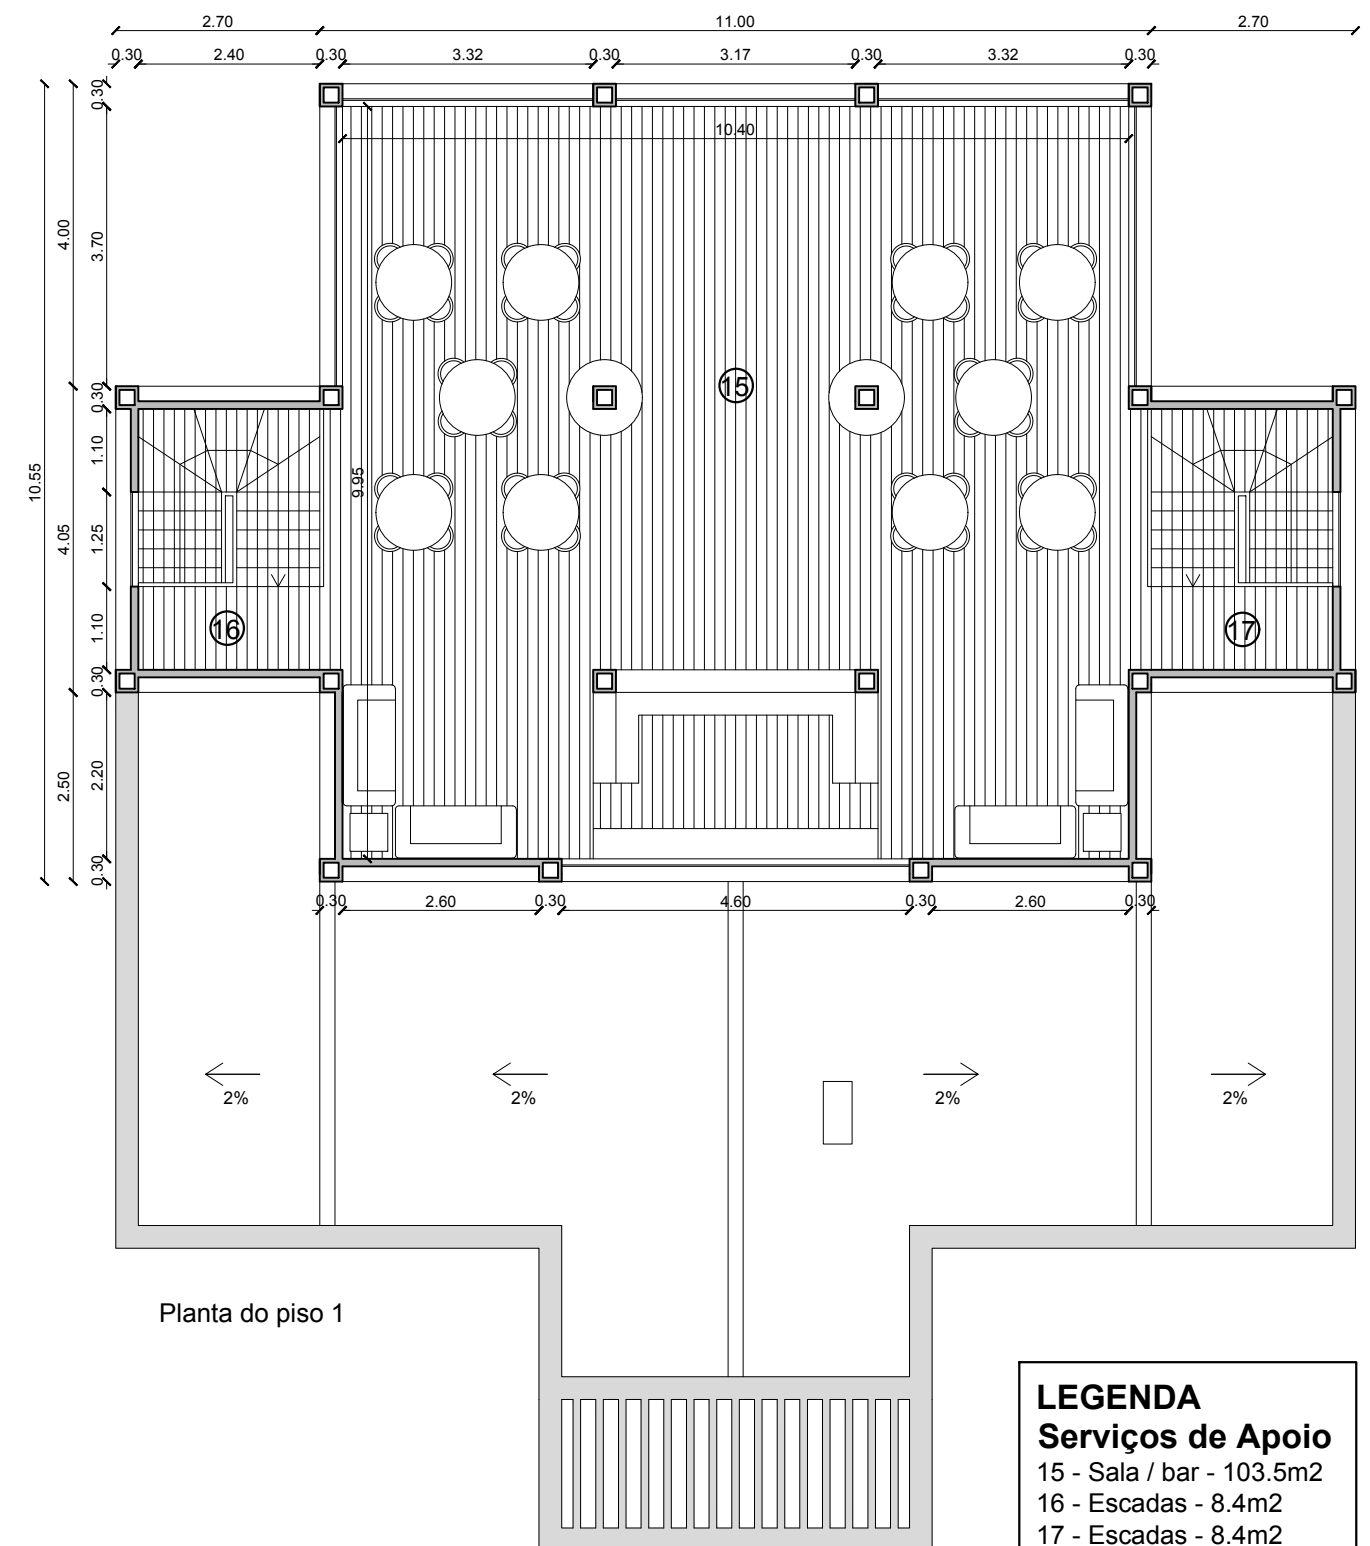 2.70 11.00 2.70
0.30 2.40 0.30 3.32 0.30 3.17 0.30 3.32 0.30
0.30
10.40
4.00 3.70
15
0.30
1.10
10.55 9.95
4.05 1.25
1.10
16 17
0.30
2.50 2.20
0.30
0.30 2.60 0.30 4.60 0.30 2.60 0.30
2% 2% 2% 2%
Planta do piso 1
LEGENDA
Serviços de Apoio
15 - Sala / bar - 103.5m2
16 - Escadas - 8.4m2
17 - Escadas - 8.4m2